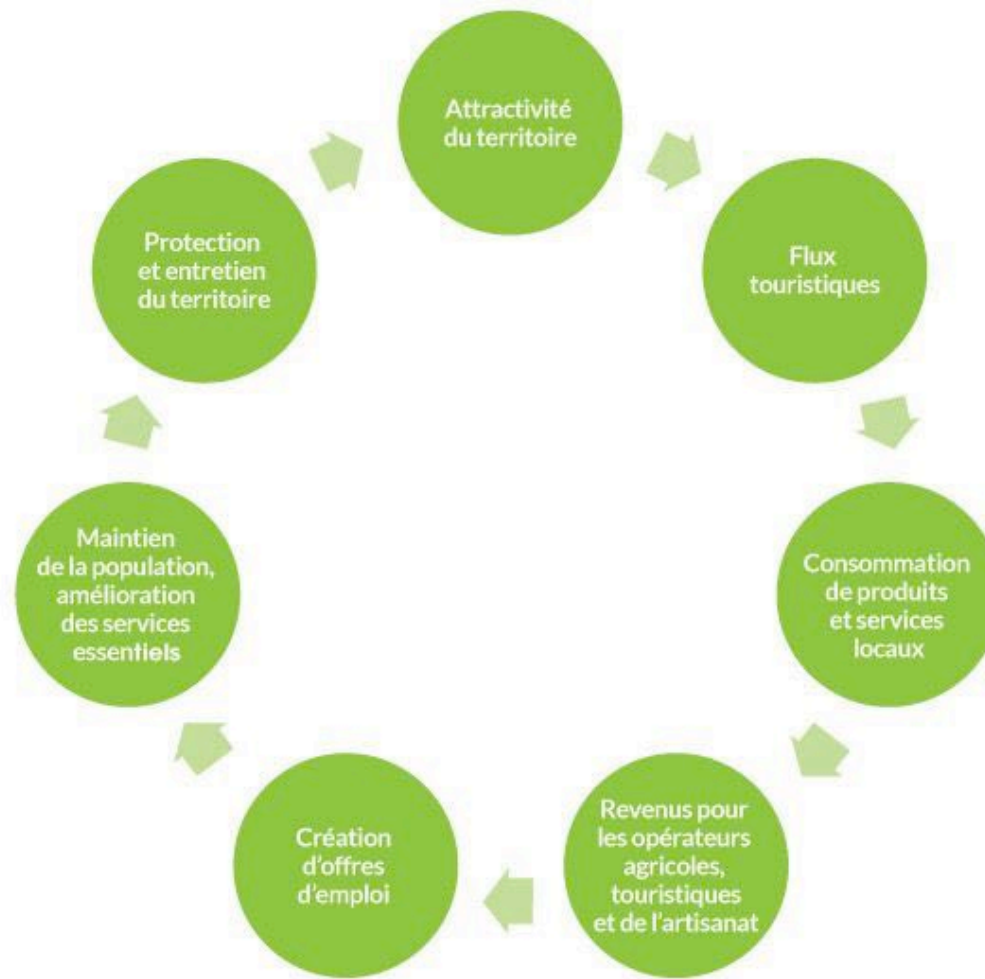 Attractivité
du territoire
Flux
touristiques
Consommation
de produits
et services
locaux
Revenus pour
les opérateurs
agricoles,
touristiques
et de l'artisanat
Création
d'offres
d'emploi
Maintien
de la population,
amélioration
des services
essentiels
Protection
et entretien
du territoire